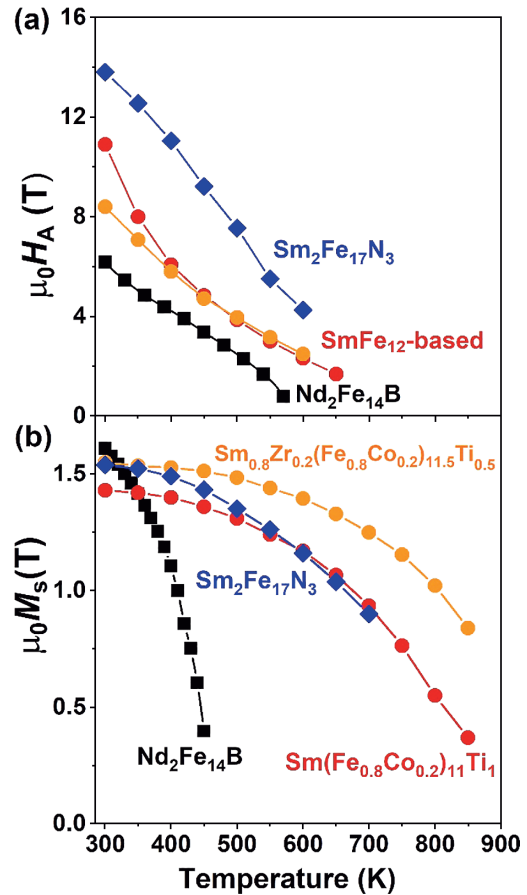 (a)
16
12
8
4
0
μ₀H_A (T)
Sm₂Fe₁₇N₃
SmFe₁₂-based
Nd₂Fe₁₄B
(b)
1.5
1.0
0.5
0.0
μ₀Mₛ(T)
Sm₀.₈Zr₀.₂(Fe₀.₈Co₀.₂)₁₁.₅Ti₀.₅
Sm₂Fe₁₇N₃
Nd₂Fe₁₄B
Sm(Fe₀.₈Co₀.₂)₁₁Ti₁
300 400 500 600 700 800 900
Temperature (K)